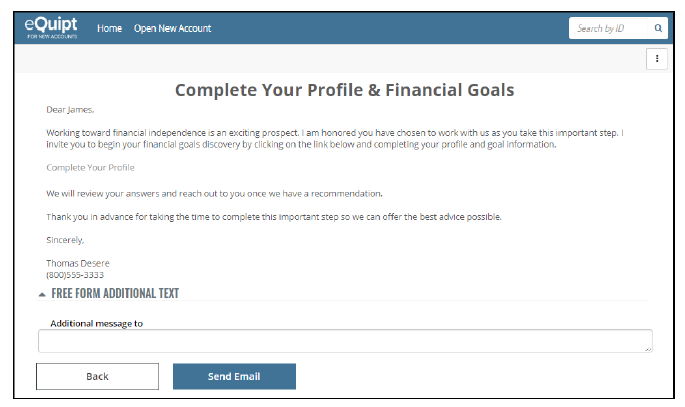 eQuipt
FOR NEW ACCOUNTS
Home Open New Account
Search by ID
Complete Your Profile & Financial Goals
Dear James,
Working toward financial independence is an exciting prospect. I am honored you have chosen to work with us as you take this important step. I
invite you to begin your financial goals discovery by clicking on the link below and completing your profile and goal information.
Complete Your Profile
We will review your answers and reach out to you once we have a recommendation.
Thank you in advance for taking the time to complete this important step so we can offer the best advice possible.
Sincerely,
Thomas Desere
(800)555-3333
FREE FORM ADDITIONAL TEXT
Additional message to
Back Send Email